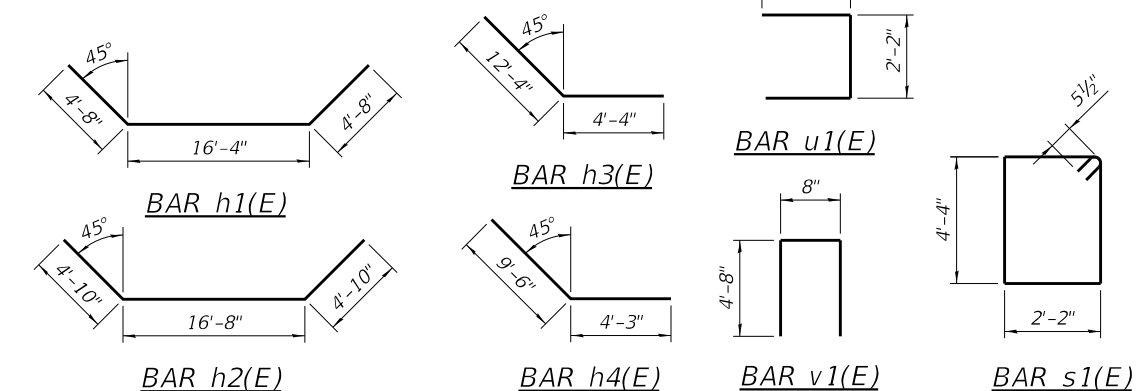 45°
4'-8"
16'-4"
4'-8"
BAR h1(E)
45°
12'-4"
4'-4"
BAR h3(E)
2'-2"
BAR u1(E)
5½"
4'-4"
2'-2"
BAR s1(E)
45°
4'-10"
16'-8"
4'-10"
BAR h2(E)
45°
9'-6"
4'-3"
BAR h4(E)
8"
4'-8"
BAR v1(E)